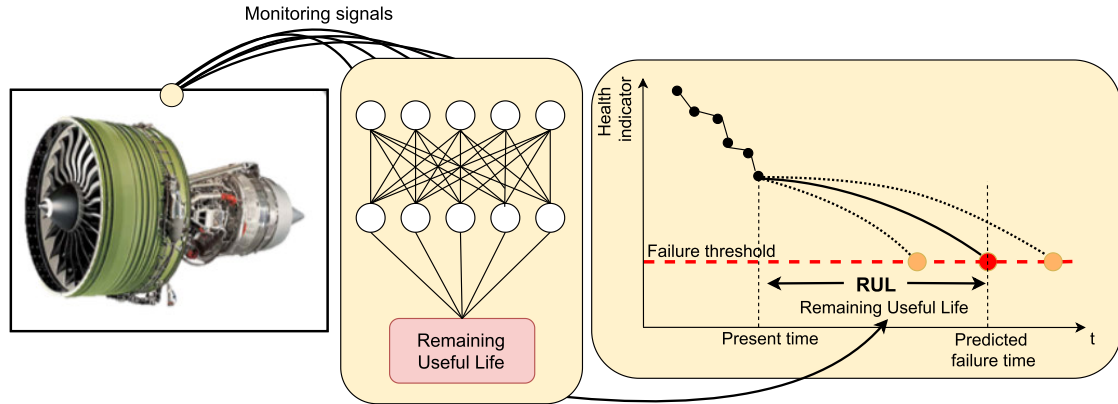 Monitoring signals
Remaining
Useful Life
Health
indicator
Failure threshold
RUL
Remaining Useful Life
Present time
Predicted
failure time
t